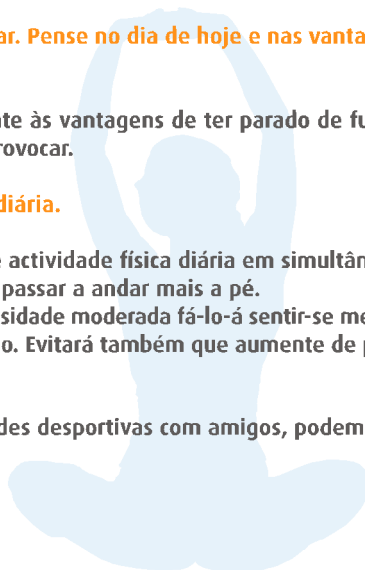 ar. Pense no dia de hoje e nas vanta
te às vantagens de ter parado de fu
rovocar.
diária.
actividade física diária em simultân
passar a andar mais a pé.
sidade moderada fá-lo-á sentir-se me
o. Evitará também que aumente de p
des desportivas com amigos, podem